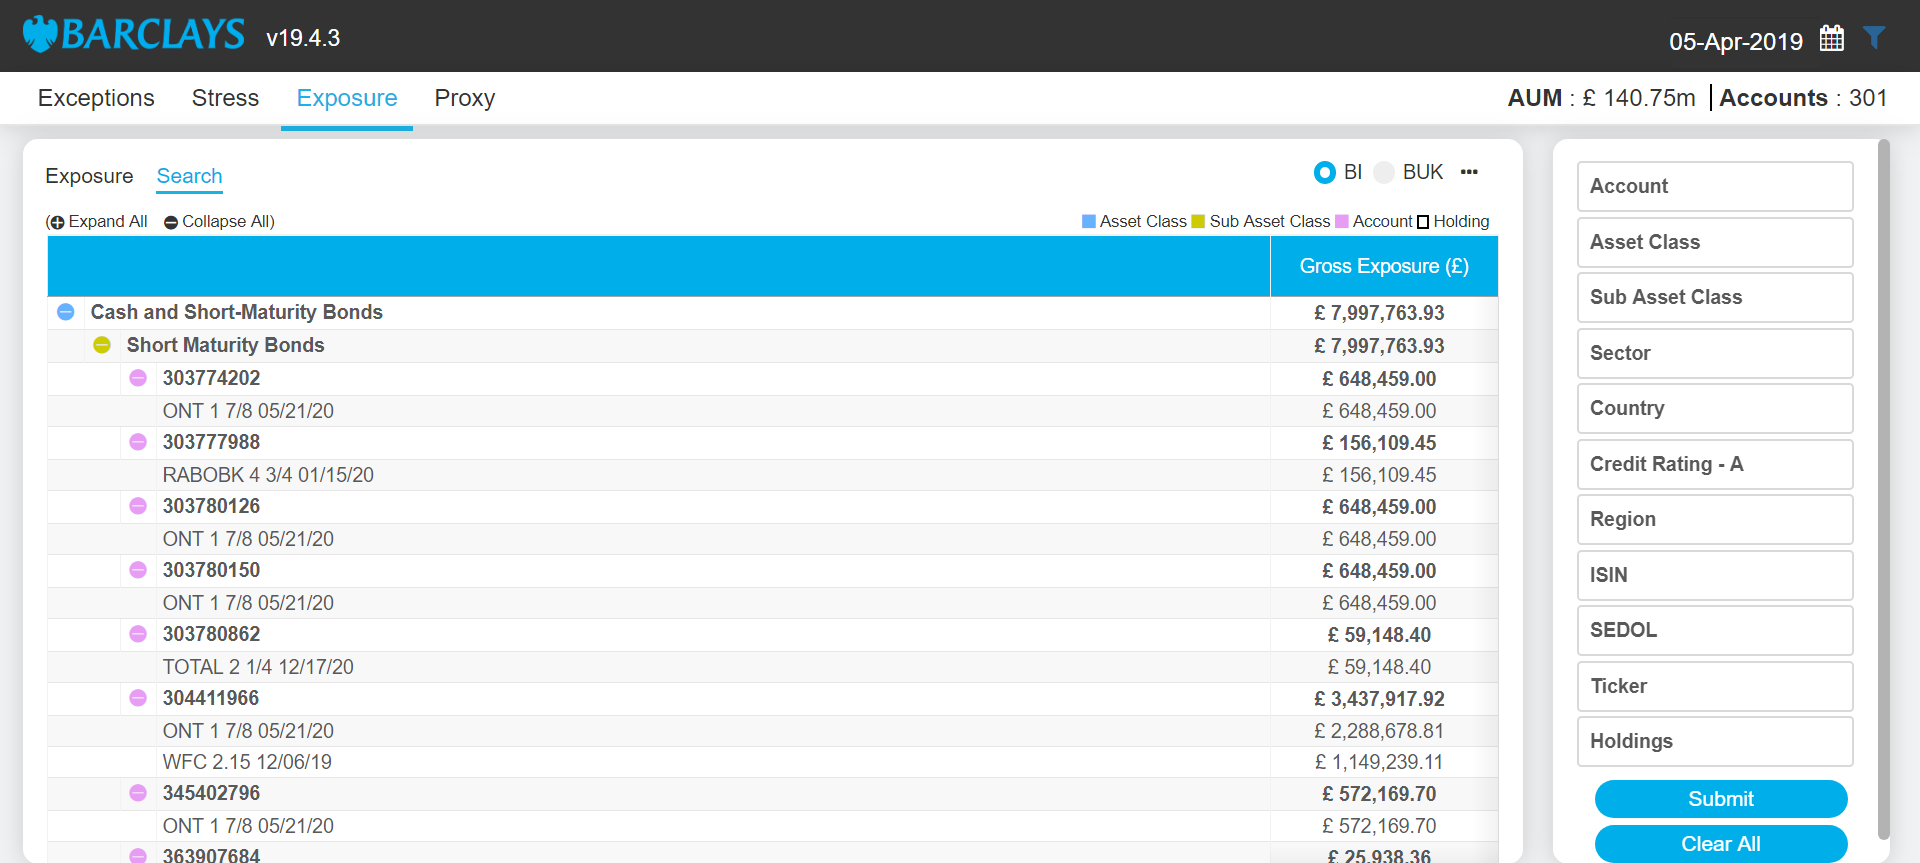 BARCLAYS v19.4.3
05-Apr-2019
Exceptions Stress Exposure Proxy
AUM : £ 140.75m | Accounts : 301
Exposure Search
BI BUK
(Expand All Collapse All)
Asset Class Sub Asset Class Account Holding
Gross Exposure (£)
Cash and Short-Maturity Bonds £ 7,997,763.93
Short Maturity Bonds £ 7,997,763.93
303774202 £ 648,459.00
ONT 1 7/8 05/21/20 £ 648,459.00
303777988 £ 156,109.45
RABOBK 4 3/4 01/15/20 £ 156,109.45
303780126 £ 648,459.00
ONT 1 7/8 05/21/20 £ 648,459.00
303780150 £ 648,459.00
ONT 1 7/8 05/21/20 £ 648,459.00
303780862 £ 59,148.40
TOTAL 2 1/4 12/17/20 £ 59,148.40
304411966 £ 3,437,917.92
ONT 1 7/8 05/21/20 £ 2,288,678.81
WFC 2.15 12/06/19 £ 1,149,239.11
345402796 £ 572,169.70
ONT 1 7/8 05/21/20 £ 572,169.70
363907684 £ 25,938.36
Account
Asset Class
Sub Asset Class
Sector
Country
Credit Rating - A
Region
ISIN
SEDOL
Ticker
Holdings
Submit
Clear All